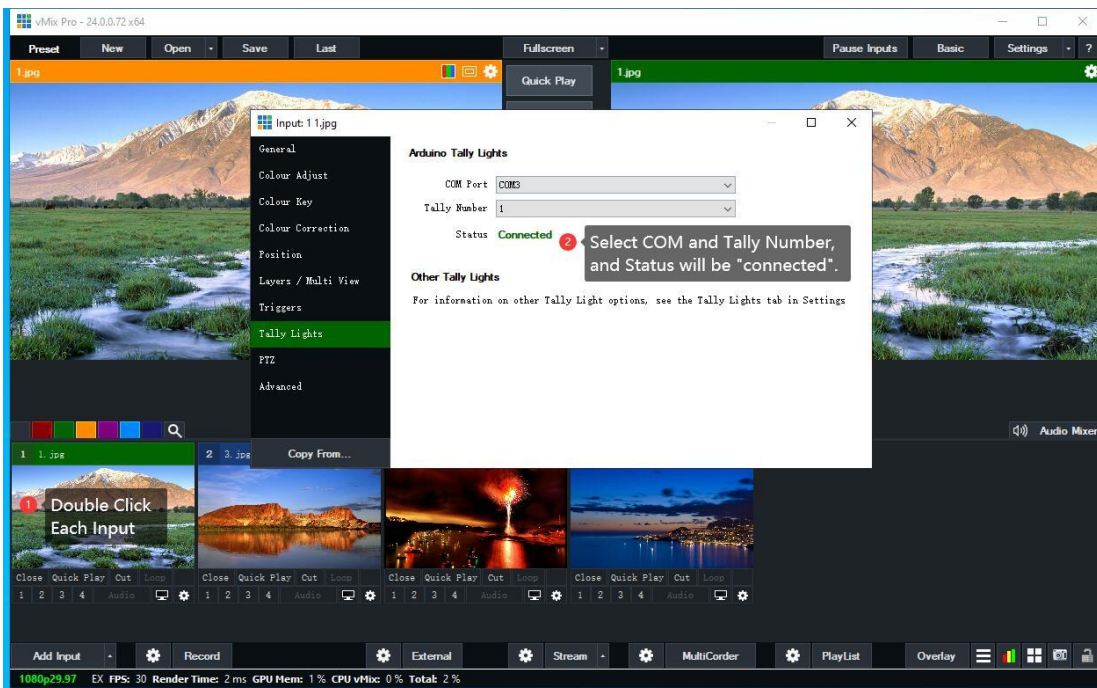 vMix Pro - 24.0.0.72 x64
Preset New Open Save Last Fullscreen Pause Inputs Basic Settings ?
1.jpg
Quick Play
1.jpg
Input: 1 1.jpg
General
Colour Adjust
Colour Key
Colour Correction
Position
Layers / Multi View
Triggers
Tally Lights
PTZ
Advanced
Copy From...
Arduino Tally Lights
COM Port COM3
Tally Number 1
Status Connected
2 Select COM and Tally Number,
and Status will be "connected".
Other Tally Lights
For information on other Tally Light options, see the Tally Lights tab in Settings
Audio Mixer
1 1.jpg 2 3.jpg
1 Double Click
Each Input
Close Quick Play Cut Loop Close Quick Play Cut Loop Close Quick Play Cut Loop Close Quick Play Cut Loop
1 2 3 4 Audio 1 2 3 4 Audio 1 2 3 4 Audio 1 2 3 4 Audio
Add Input Record External Stream MultiCorder PlayList Overlay
1080p29.97 EX FPS: 30 Render Time: 2 ms GPU Mem: 1 % CPU vMix: 0 % Total: 2 %